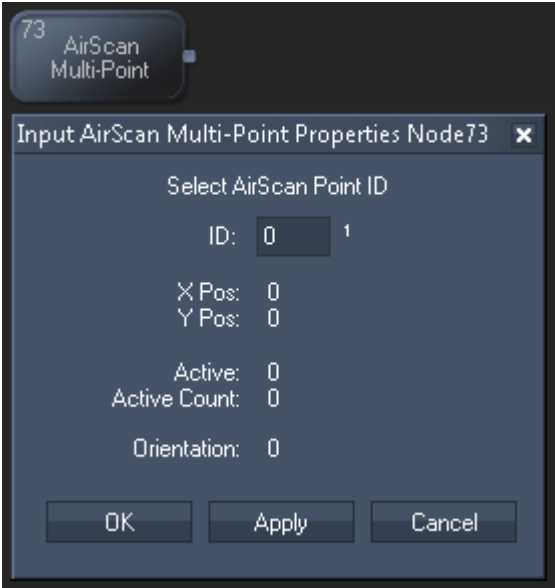 73
AirScan
Multi-Point
Input AirScan Multi-Point Properties Node73
Select AirScan Point ID
ID: 0 1
X Pos: 0
Y Pos: 0
Active: 0
Active Count: 0
Orientation: 0
OK Apply Cancel